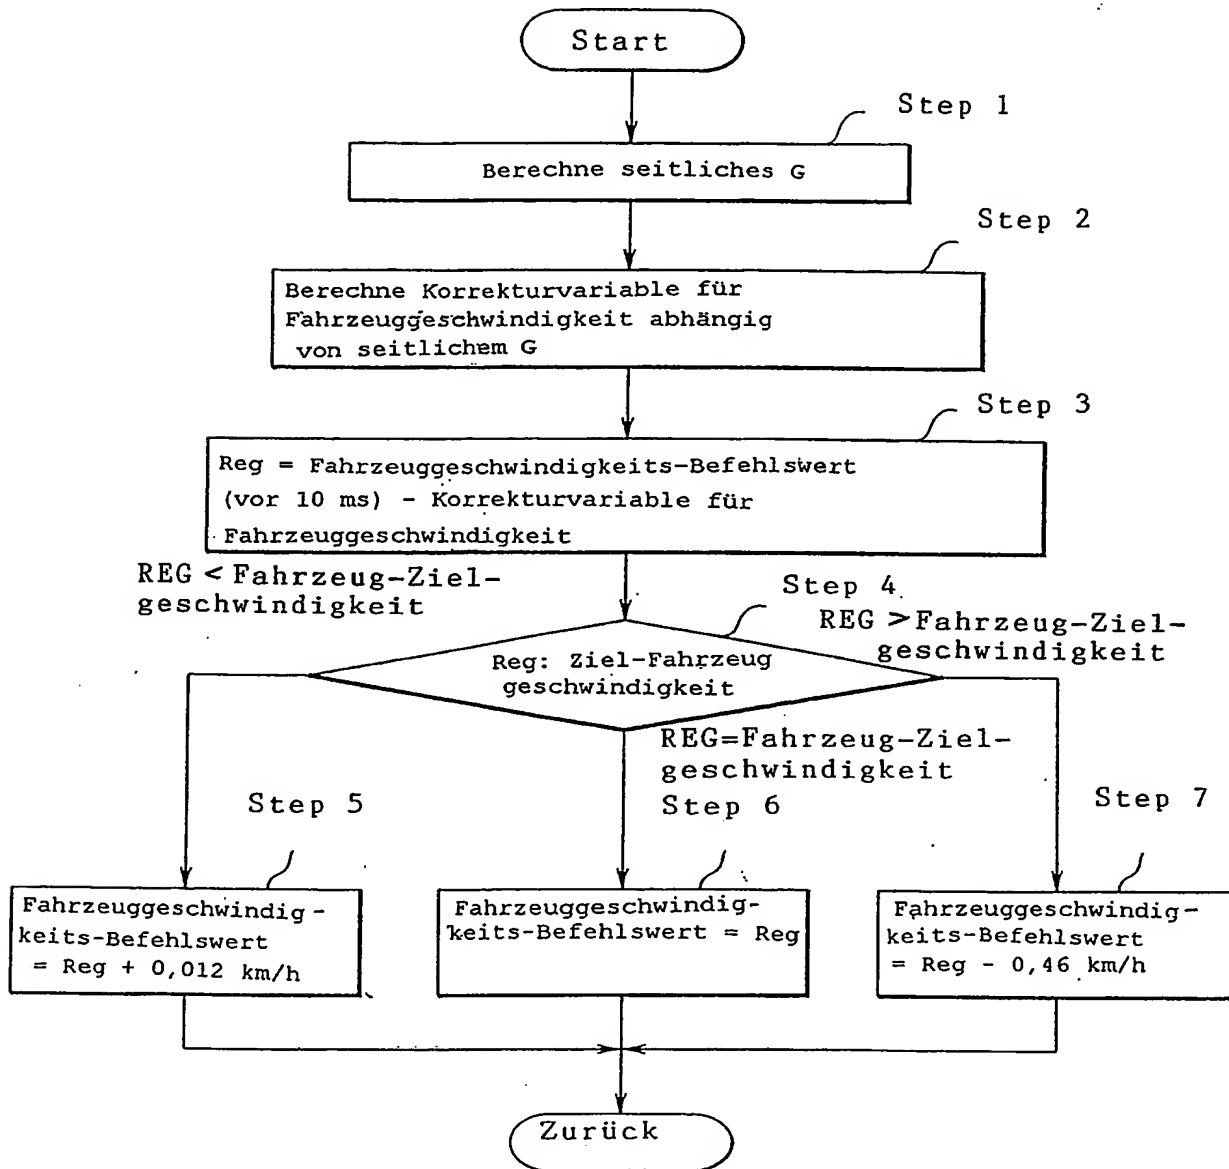 Start
Step 1
Berechne seitliches G
Step 2
Berechne Korrekturvariable für
Fahrzeuggeschwindigkeit abhängig
von seitlichem G
Step 3
Reg = Fahrzeuggeschwindigkeits-Befehlswert
(vor 10 ms) - Korrekturvariable für
Fahrzeuggeschwindigkeit
REG < Fahrzeug-Ziel-
geschwindigkeit
Step 4
REG > Fahrzeug-Ziel-
geschwindigkeit
Reg: Ziel-Fahrzeug
geschwindigkeit
REG=Fahrzeug-Ziel-
geschwindigkeit
Step 5
Step 6
Step 7
Fahrzeuggeschwindig-
keits-Befehlswert
= Reg + 0,012 km/h
Fahrzeuggeschwindig-
keits-Befehlswert = Reg
Fahrzeuggeschwindig-
keits-Befehlswert
= Reg - 0,46 km/h
Zurück